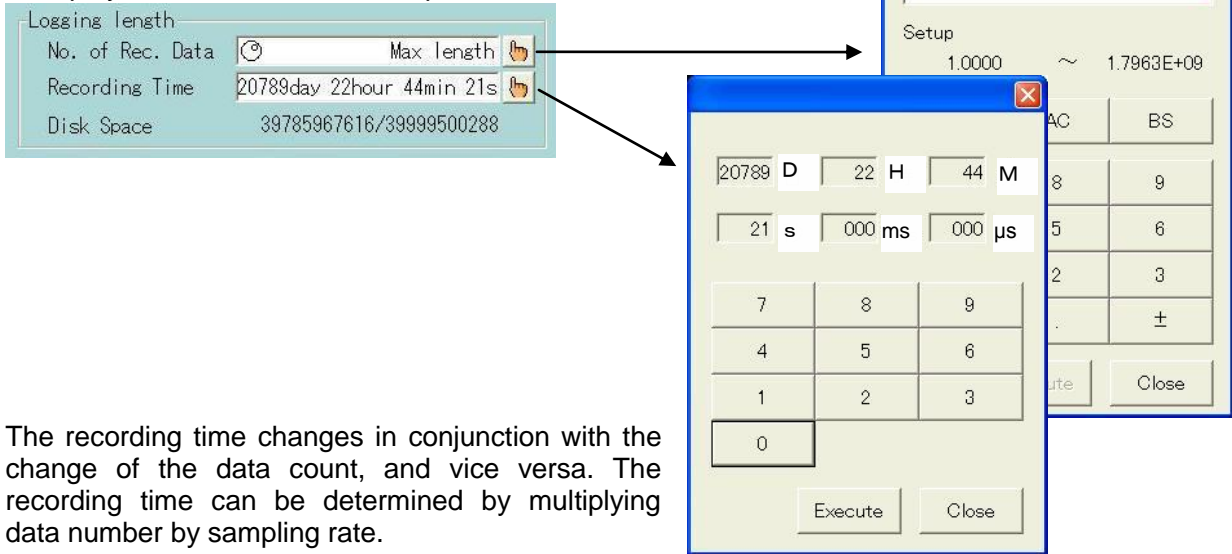 Logging length
No. of Rec. Data Max length
Recording Time 20789day 22hour 44min 21s
Disk Space 39785967616/39999500288
Setup
1.0000 ~ 1.7963E+09
AC BS
8 9
5 6
2 3
. ±
Close
20789 D 22 H 44 M
21 s 000 ms 000 µs
7 8 9
4 5 6
1 2 3
0
Execute Close
The recording time changes in conjunction with the
change of the data count, and vice versa. The
recording time can be determined by multiplying
data number by sampling rate.